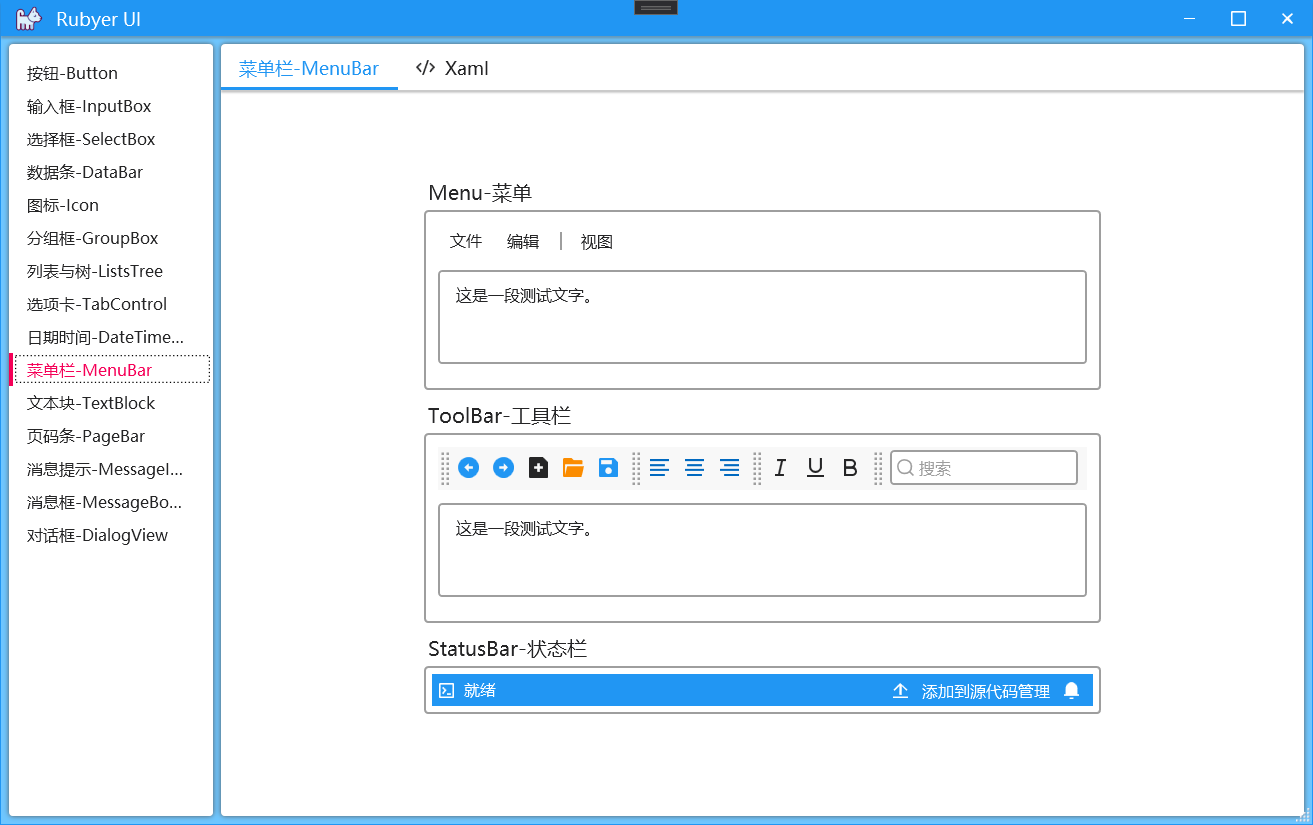 Rubyer UI
按钮-Button
输入框-InputBox
选择框-SelectBox
数据条-DataBar
图标-Icon
分组框-GroupBox
列表与树-ListsTree
选项卡-TabControl
日期时间-DateTime...
菜单栏-MenuBar
文本块-TextBlock
页码条-PageBar
消息提示-MessageI...
消息框-MessageBo...
对话框-DialogView
菜单栏-MenuBar </> Xaml
Menu-菜单
文件 编辑 | 视图
这是一段测试文字。
ToolBar-工具栏
I U B 搜索
这是一段测试文字。
StatusBar-状态栏
就绪 添加到源代码管理